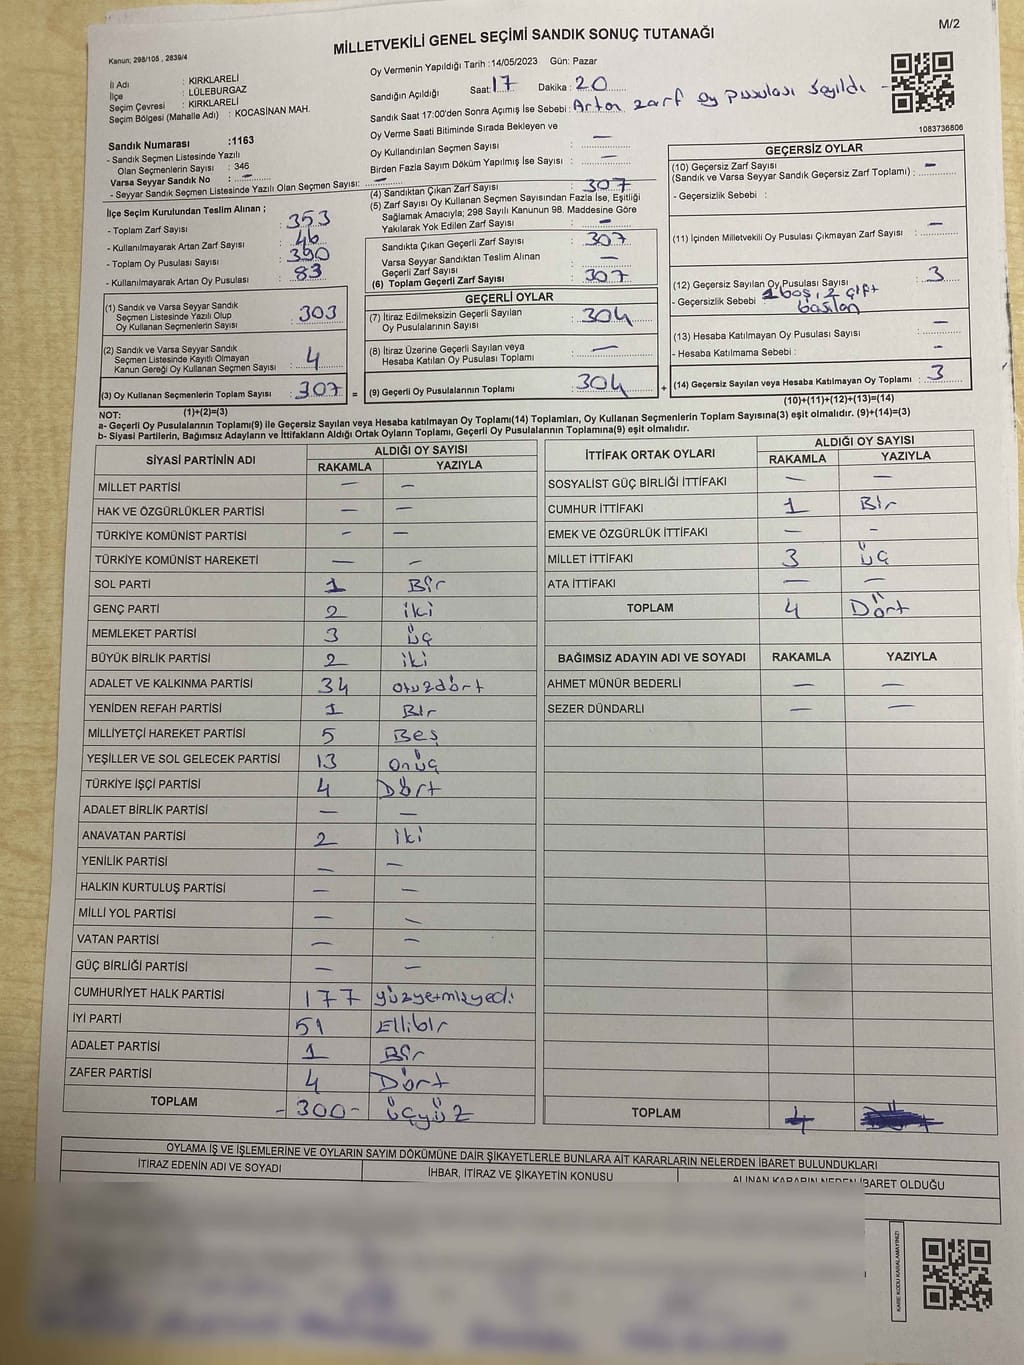 M/2
Kanun; 298/105 , 2839/4
MİLLETVEKİLİ GENEL SEÇİMİ SANDIK SONUÇ TUTANAĞI
İl Adı : KIRKLARELİ
İlçe : LÜLEBURGAZ
Seçim Çevresi : KIRKLARELİ
Seçim Bölgesi (Mahalle Adı) : KOCASİNAN MAH.
Oy Vermenin Yapıldığı Tarih : 14/05/2023 Gün: Pazar
Sandığın Açıldığı Saat: 17 Dakika : 20
Sandık Saat 17:00'den Sonra Açımış İse Sebebi : Artan zarf oy pusulası sayıldı -
Oy Verme Saati Bitiminde Sırada Bekleyen ve
Oy Kullandırılan Seçmen Sayısı : —
Birden Fazla Sayım Döküm Yapılmış İse Sayısı : —
1083736806
Sandık Numarası :1163
- Sandık Seçmen Listesinde Yazılı
Olan Seçmenlerin Sayısı : 346
Varsa Seyyar Sandık No : —
- Seyyar Sandık Seçmen Listesinde Yazılı Olan Seçmen Sayısı: —
İlçe Seçim Kurulundan Teslim Alınan ;
- Toplam Zarf Sayısı : 353
- Kullanılmayarak Artan Zarf Sayısı : 46
- Toplam Oy Pusulası Sayısı : 390
- Kullanılmayarak Artan Oy Pusulası : 83
(1) Sandık ve Varsa Seyyar Sandık
Seçmen Listesinde Yazılı Olup
Oy Kullanan Seçmenlerin Sayısı : 303
(2) Sandık ve Varsa Seyyar Sandık
Seçmen Listesinde Kayıtlı Olmayan
Kanun Gereği Oy Kullanan Seçmen Sayısı : 4
(3) Oy Kullanan Seçmenlerin Toplam Sayısı : 307 =
(4) Sandıktan Çıkan Zarf Sayısı : 307
(5) Zarf Sayısı Oy Kullanan Seçmen Sayısından Fazla İse, Eşitliği
Sağlamak Amacıyla; 298 Sayılı Kanunun 98. Maddesine Göre
Yakılarak Yok Edilen Zarf Sayısı : —
Sandıkta Çıkan Geçerli Zarf Sayısı : 307
Varsa Seyyar Sandıktan Teslim Alınan
Geçerli Zarf Sayısı : —
(6) Toplam Geçerli Zarf Sayısı : 307
GEÇERLİ OYLAR
(7) İtiraz Edilmeksizin Geçerli Sayılan
Oy Pusulalarının Sayısı : 304
(8) İtiraz Üzerine Geçerli Sayılan veya
Hesaba Katılan Oy Pusulası Toplamı : —
(9) Geçerli Oy Pusulalarının Toplamı : 304 +
GEÇERSİZ OYLAR
(10) Geçersiz Zarf Sayısı
(Sandık ve Varsa Seyyar Sandık Geçersiz Zarf Toplamı) : —
- Geçersizlik Sebebi :
(11) İçinden Milletvekili Oy Pusulası Çıkmayan Zarf Sayısı : —
(12) Geçersiz Sayılan Oy Pusulası Sayısı : 3
- Geçersizlik Sebebi : 1 boş, 2 çift
basılan
(13) Hesaba Katılmayan Oy Pusulası Sayısı : —
- Hesaba Katılmama Sebebi : -
(14) Geçersiz Sayılan veya Hesaba Katılmayan Oy Toplamı : 3
(10)+(11)+(12)+(13)=(14)
NOT: (1)+(2)=(3)
a- Geçerli Oy Pusulalarının Toplamı(9) ile Geçersiz Sayılan veya Hesaba katılmayan Oy Toplamı(14) Toplamları, Oy Kullanan Seçmenlerin Toplam Sayısına(3) eşit olmalıdır. (9)+(14)=(3)
b- Siyasi Partilerin, Bağımsız Adayların ve İttifakların Aldığı Ortak Oyların Toplamı, Geçerli Oy Pusulalarının Toplamına(9) eşit olmalıdır.
SİYASİ PARTİNİN ADI ALDIĞI OY SAYISI
RAKAMLA YAZIYLA
MİLLET PARTİSİ — —
HAK VE ÖZGÜRLÜKLER PARTİSİ — —
TÜRKİYE KOMÜNİST PARTİSİ — —
TÜRKİYE KOMÜNİST HAREKETİ — —
SOL PARTİ 1 Bir
GENÇ PARTİ 2 iki
MEMLEKET PARTİSİ 3 üç
BÜYÜK BİRLİK PARTİSİ 2 iki
ADALET VE KALKINMA PARTİSİ 34 otuzdört
YENİDEN REFAH PARTİSİ 1 Bir
MİLLİYETÇİ HAREKET PARTİSİ 5 Beş
YEŞİLLER VE SOL GELECEK PARTİSİ 13 onüç
TÜRKİYE İŞÇİ PARTİSİ 4 Dört
ADALET BİRLİK PARTİSİ — —
ANAVATAN PARTİSİ 2 iki
YENİLİK PARTİSİ — —
HALKIN KURTULUŞ PARTİSİ — —
MİLLİ YOL PARTİSİ — —
VATAN PARTİSİ — —
GÜÇ BİRLİĞİ PARTİSİ — —
CUMHURİYET HALK PARTİSİ 177 yüzyetmişyedi
İYİ PARTİ 51 Ellibir
ADALET PARTİSİ 1 Bir
ZAFER PARTİSİ 4 Dört
TOPLAM -300- üçyüz
İTTİFAK ORTAK OYLARI ALDIĞI OY SAYISI
RAKAMLA YAZIYLA
SOSYALİST GÜÇ BİRLİĞİ İTTİFAKI — —
CUMHUR İTTİFAKI 1 Bir
EMEK VE ÖZGÜRLÜK İTTİFAKI — -
MİLLET İTTİFAKI 3 üç
ATA İTTİFAKI — —
TOPLAM 4 Dört
BAĞIMSIZ ADAYIN ADI VE SOYADI RAKAMLA YAZIYLA
AHMET MÜNÜR BEDERLİ — —
SEZER DÜNDARLI — —
TOPLAM 4
OYLAMA İŞ VE İŞLEMLERİNE VE OYLARIN SAYIM DÖKÜMÜNE DAİR ŞİKAYETLERLE BUNLARA AİT KARARLARIN NELERDEN İBARET BULUNDUKLARI
İTİRAZ EDENİN ADI VE SOYADI İHBAR, İTİRAZ VE ŞİKAYETİN KONUSU ALINAN KARARIN NEDEN İBARET OLDUĞU
KARE KODU KARALAMAYINIZ!